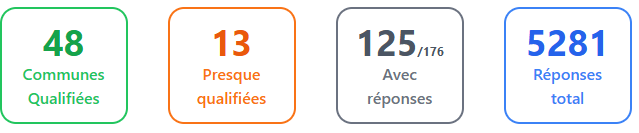 48
Communes
Qualifiées
13
Presque
qualifiées
125/176
Avec
réponses
5281
Réponses
total